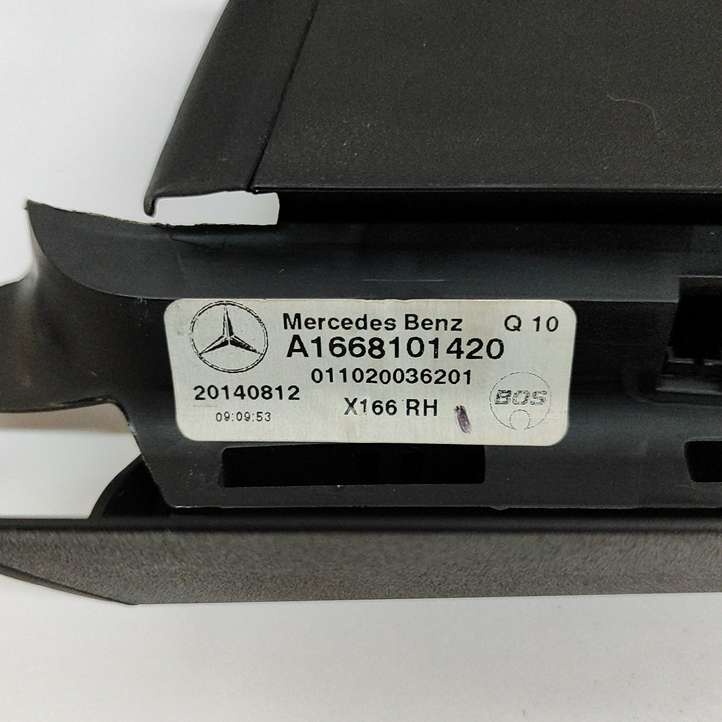 Mercedes Benz Q 10
A1668101420
011020036201
20140812 X166 RH BOS
09:09:53